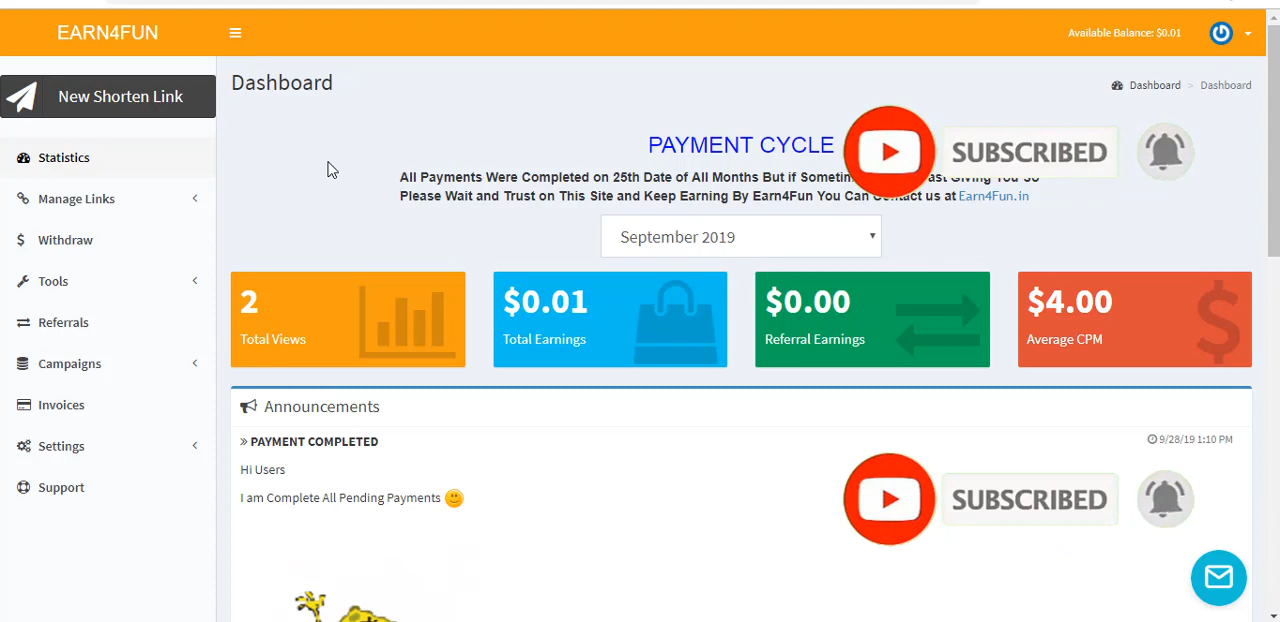 EARN4FUN
Available Balance: $0.01
New Shorten Link
Dashboard
Dashboard > Dashboard
PAYMENT CYCLE
SUBSCRIBED
All Payments Were Completed on 25th Date of All Months But if
Please Wait and Trust on This Site and Keep Earning By Earn4Fun You Can us at Earn4Fun.in
September 2019
Statistics
Manage Links
Withdraw
Tools
Referrals
Campaigns
Invoices
Settings
Support
2
Total Views
$0.01
Total Earnings
$0.00
Referral Earnings
$4.00
Average CPM
Announcements
» PAYMENT COMPLETED
9/28/19 1:10 PM
Hi Users
I am Complete All Pending Payments
SUBSCRIBED